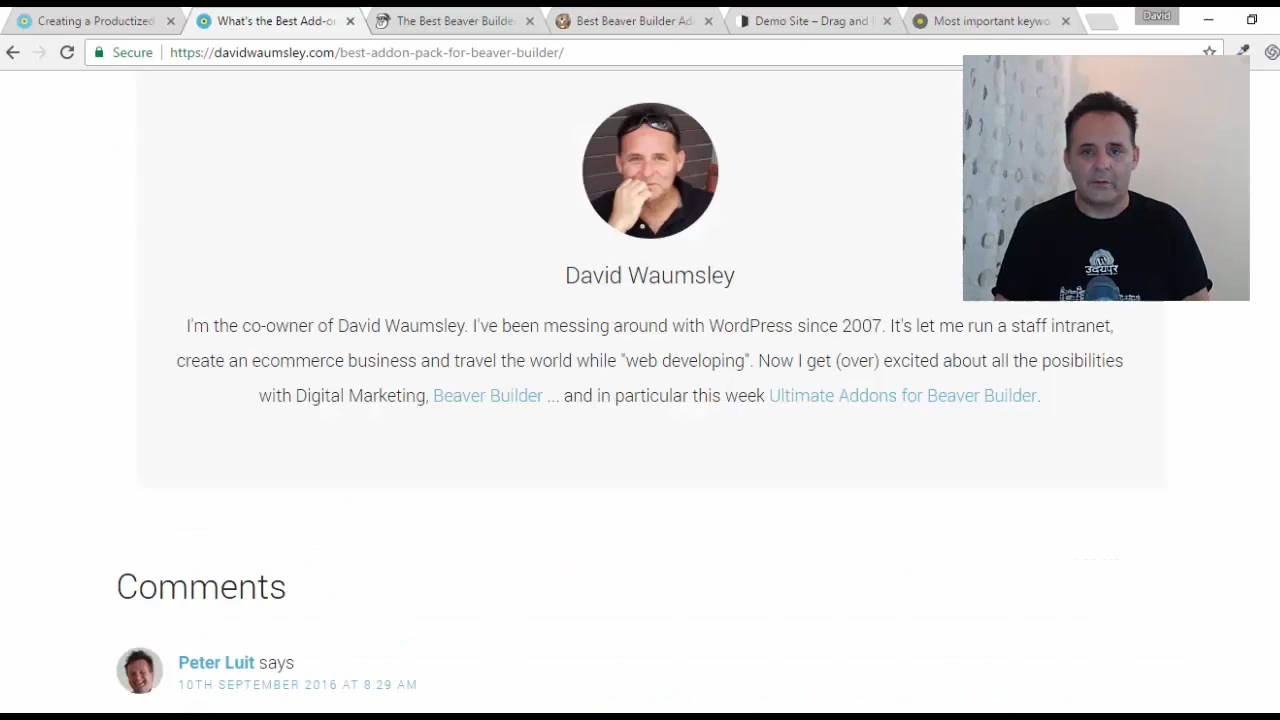 Creating a Productized
What's the Best Add-o
The Best Beaver Builde
Best Beaver Builder Ad
Demo Site – Drag and
Most important keywo
David
Secure
https://davidwaumsley.com/best-addon-pack-for-beaver-builder/
उदयपुर
David Waumsley
I'm the co-owner of David Waumsley. I've been messing around with WordPress since 2007. It's let me run a staff intranet,
create an ecommerce business and travel the world while "web developing". Now I get (over) excited about all the posibilities
with Digital Marketing, Beaver Builder ... and in particular this week Ultimate Addons for Beaver Builder.
Comments
Peter Luit says
10TH SEPTEMBER 2016 AT 8.29 AM